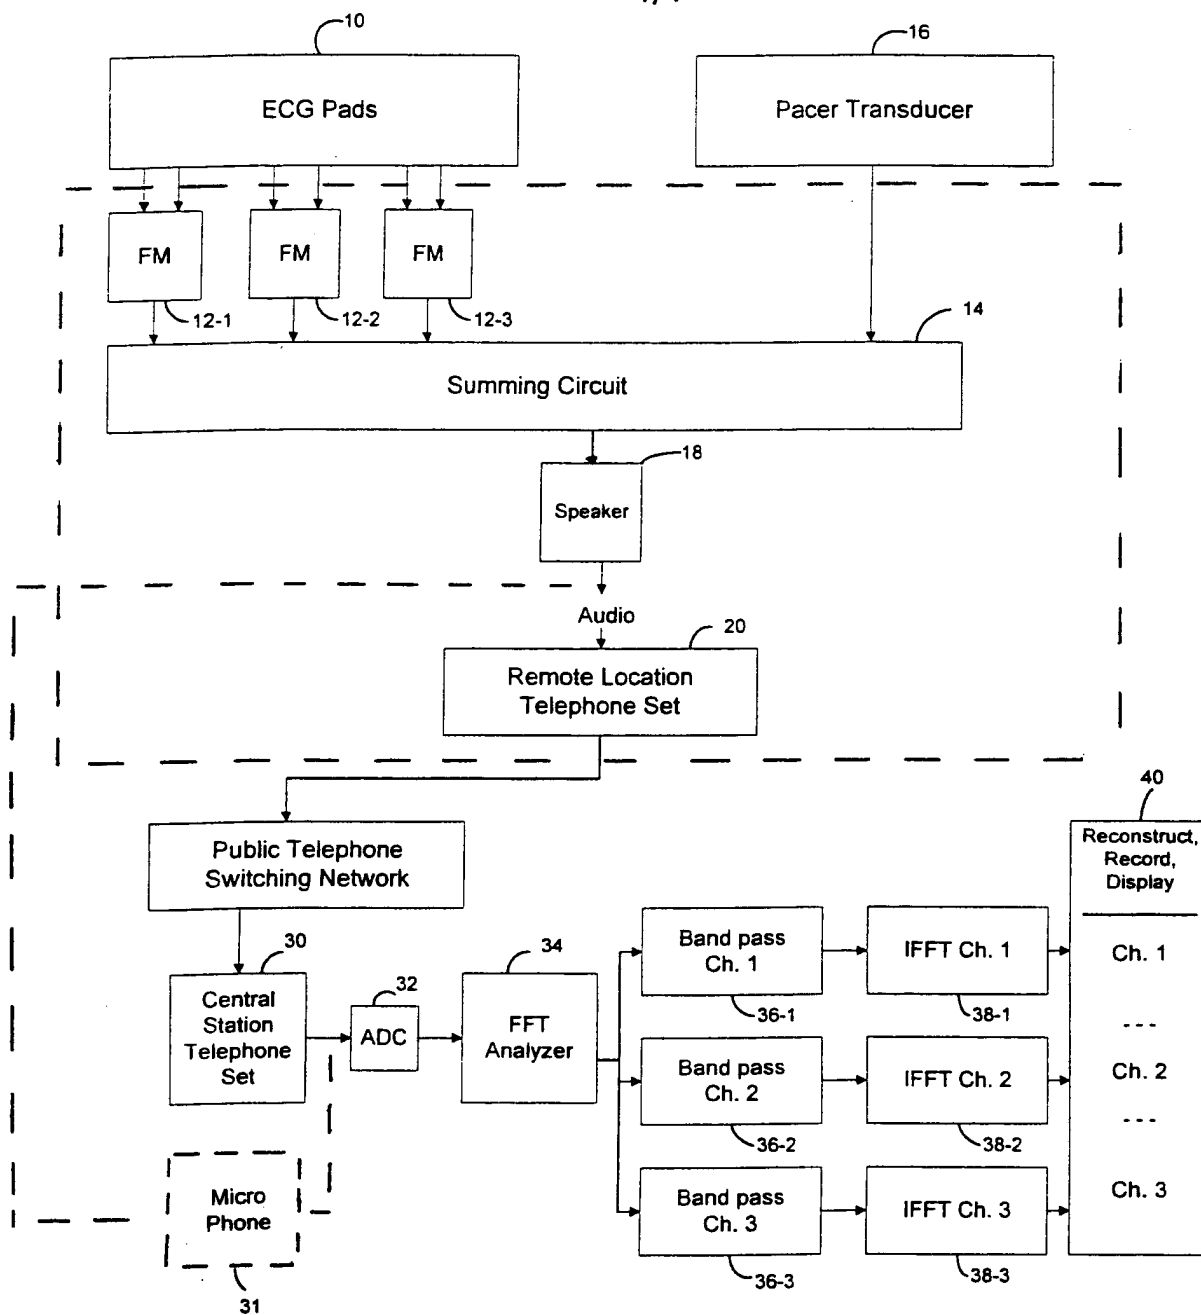 10
16
ECG Pads
Pacer Transducer
FM
FM
FM
12-1
12-2
12-3
14
Summing Circuit
18
Speaker
Audio
20
Remote Location
Telephone Set
40
Public Telephone
Switching Network
Reconstruct,
Record,
Display
30
Central
Station
Telephone
Set
32
ADC
34
FFT
Analyzer
Band pass
Ch. 1
36-1
IFFT Ch. 1
38-1
Ch. 1
---
Band pass
Ch. 2
36-2
IFFT Ch. 2
38-2
Ch. 2
---
Band pass
Ch. 3
36-3
IFFT Ch. 3
38-3
Ch. 3
Micro
Phone
31